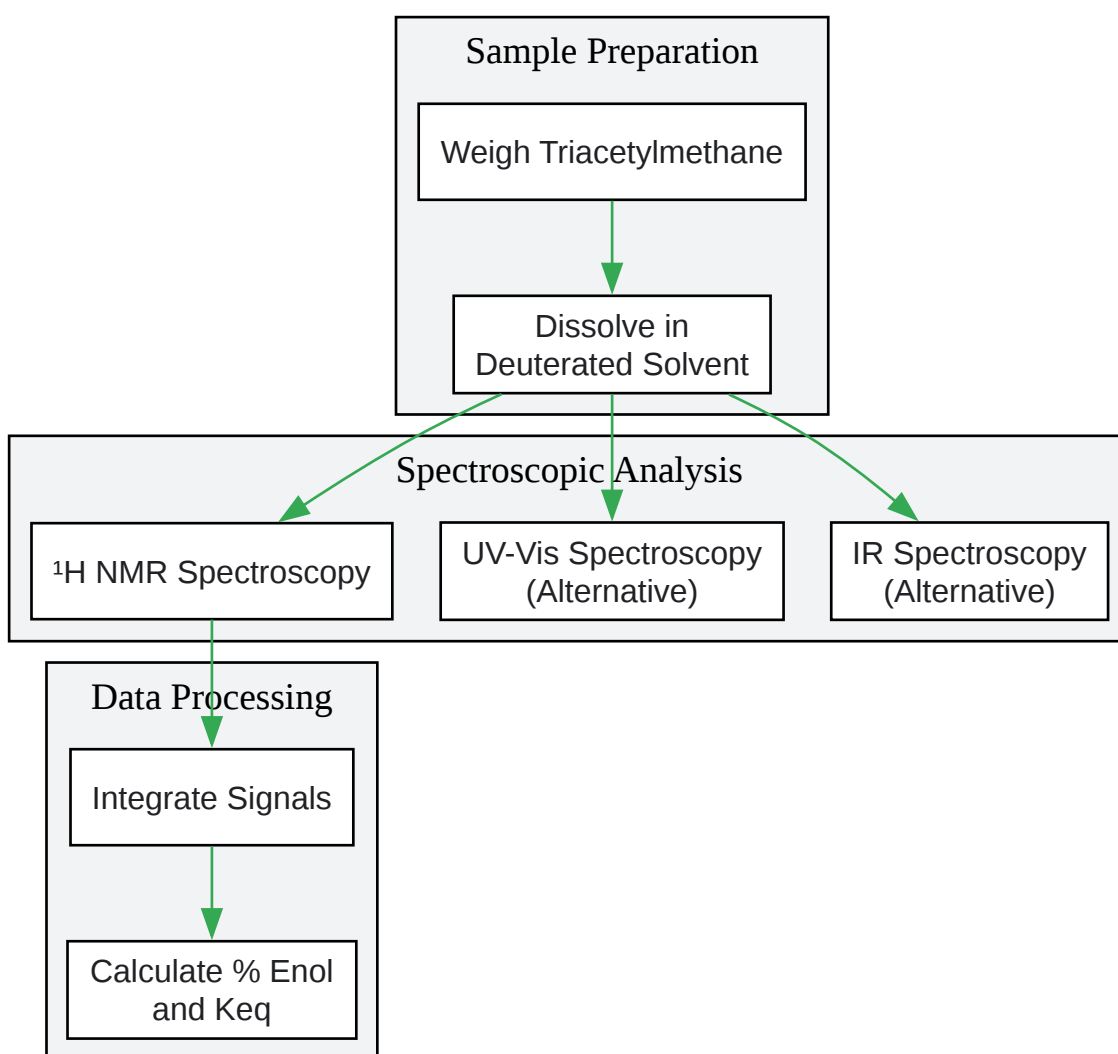 Sample Preparation
Weigh Triacetylmethane
Dissolve in
Deuterated Solvent
Spectroscopic Analysis
¹H NMR Spectroscopy
UV-Vis Spectroscopy
(Alternative)
IR Spectroscopy
(Alternative)
Data Processing
Integrate Signals
Calculate % Enol
and Keq